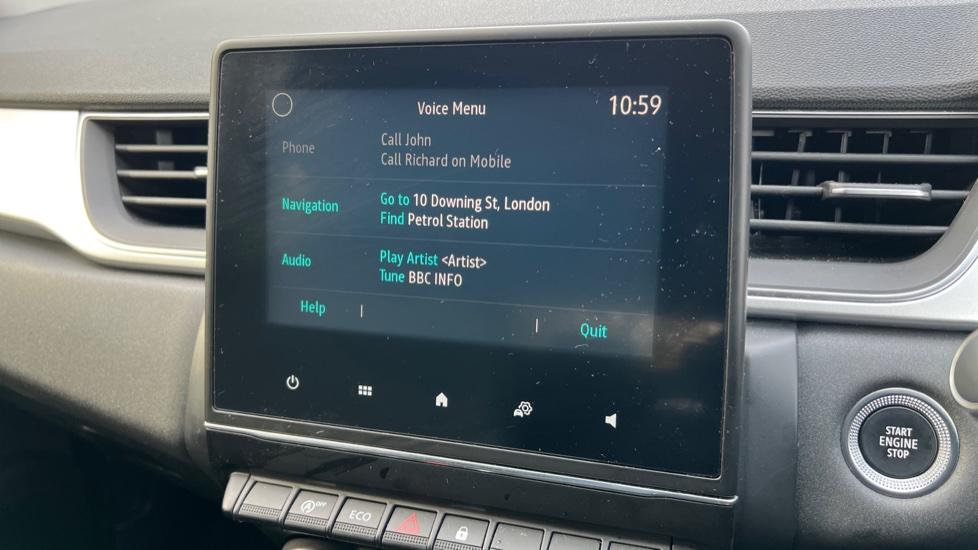 Voice Menu
10:59
Phone
Call John
Call Richard on Mobile
Navigation
Go to 10 Downing St, London
Find Petrol Station
Audio
Play Artist <Artist>
Tune BBC INFO
Help
Quit
START
ENGINE
STOP
OFF
ECO